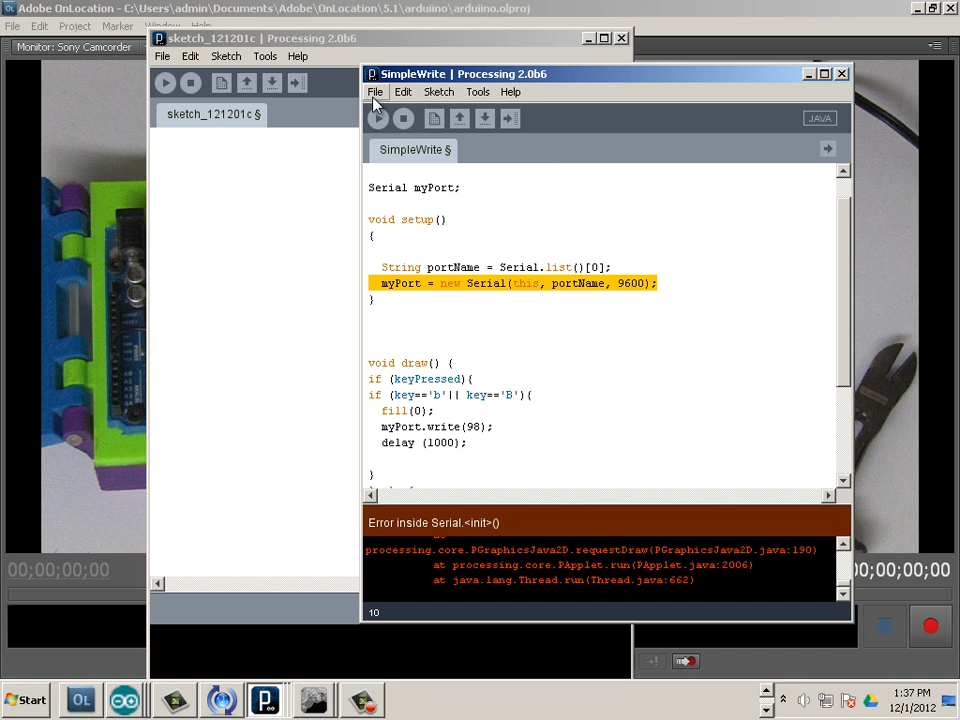 OL Adobe OnLocation - C:\Users\admin\Documents\Adobe\OnLocation\5.1\arduiino\arduiino.olproj
File Edit Project Marker Window Help
Monitor: Sony Camcorder
sketch_121201c | Processing 2.0b6
File Edit Sketch Tools Help
sketch_121201c §
SimpleWrite | Processing 2.0b6
File Edit Sketch Tools Help
JAVA
SimpleWrite §
Serial myPort;
void setup()
{
String portName = Serial.list()[0];
myPort = new Serial(this, portName, 9600);
}
void draw() {
if (keyPressed){
if (key=='b'|| key=='B'){
fill(0);
myPort.write(98);
delay (1000);
}
Error inside Serial.<init>()
processing.core.PGraphicsJava2D.requestDraw(PGraphicsJava2D.java:190)
at processing.core.PApplet.run(PApplet.java:2006)
at java.lang.Thread.run(Thread.java:662)
10
00;00;00;00
00;00;00;00
Start
OL
1:37 PM
12/1/2012